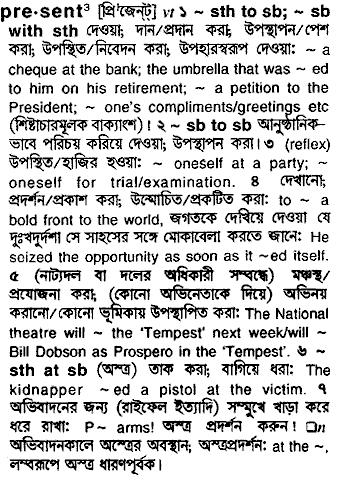 pre·sent³ [প্রি'জ়েন্ট্] vt ১ ~ sth to sb; ~ sb
with sth দেওয়া; দান/প্রদান করা, উপস্থাপন/পেশ
করা; উপস্থিত/নিবেদন করা, উপহারস্বরূপ দেওয়া: ~ a
cheque at the bank; the umbrella that was ~ ed
to him on his retirement; ~ a petition to the
President; ~ one's compliments/greetings etc
(শিষ্টাচারমূলক বাক্যাংশ)। ২ ~ sb to sb আনুষ্ঠানিক-
ভাবে পরিচয় করিয়ে দেওয়া; উপস্থাপন করা। ৩ (reflex)
উপস্থিত/হাজির হওয়া: ~ oneself at a party; ~
oneself for trial/examination. ৪ দেখানো;
প্রদর্শন/প্রকাশ করা; উন্মোচিত/প্রকটিত করা: to ~ a
bold front to the world, জগতকে দেখিয়ে দেওয়া যে
দুঃখদুর্দশা সে সাহসের সঙ্গে মোকাবেলা করতে জানে: He
seized the opportunity as soon as it ~ed itself.
৫ (নাট্যদল বা দলের অধিকারী সম্বন্ধে) মঞ্চস্থ/
প্রযোজনা করা; (কোনো অভিনেতাকে দিয়ে) অভিনয়
করানো/কোনো ভূমিকায় উপস্থাপিত করা: The National
theatre will ~ the 'Tempest' next week/will ~
Bill Dobson as Prospero in the 'Tempest'. ৬ ~
sth at sb (অস্ত্র) তাক করা; বাগিয়ে ধরা: The
kidnapper ~ed a pistol at the victim. ৭
অভিবাদনের জন্য (রাইফেল ইত্যাদি) সম্মুখে খাড়া করে
ধরে রাখা: P~ arms! অস্ত্র প্রদর্শন করুন! □n
অভিবাদনকালে অস্ত্রের অবস্থান; অস্ত্রপ্রদর্শন: at the ~,
লম্বরূপে অস্ত্র ধারণপূর্বক।